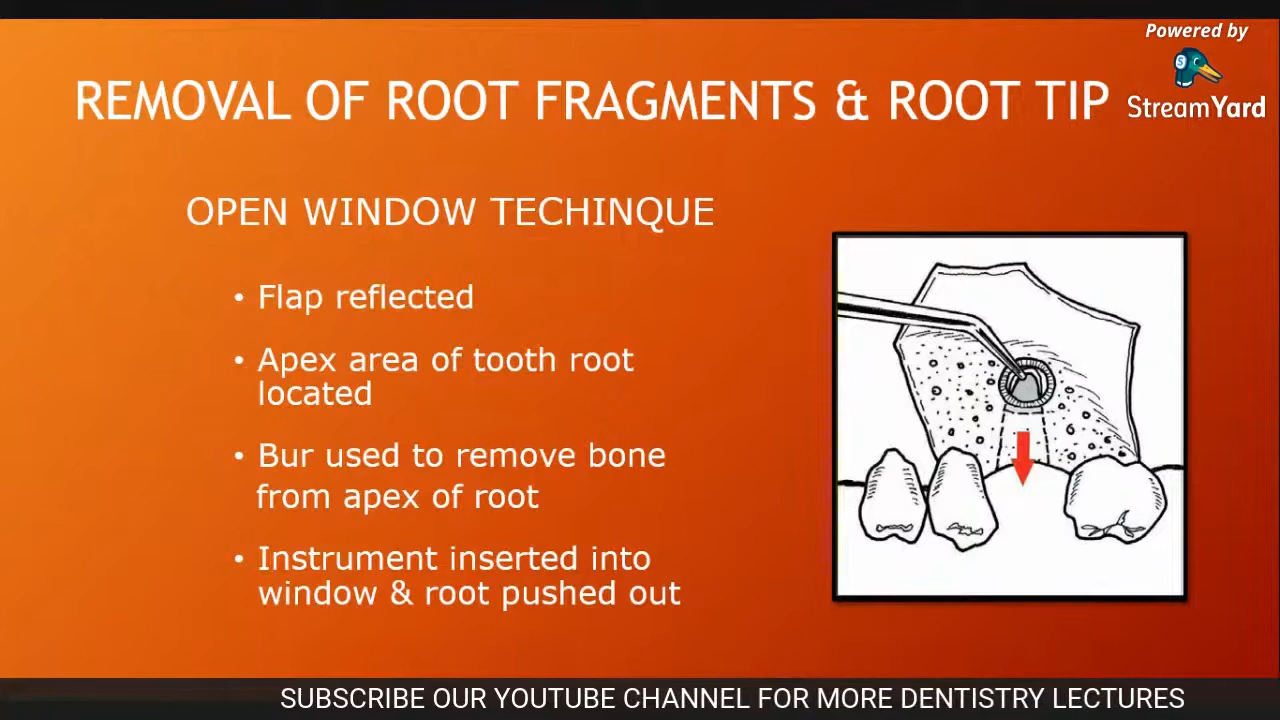 Powered by
StreamYard
REMOVAL OF ROOT FRAGMENTS & ROOT TIP
OPEN WINDOW TECHINQUE
• Flap reflected
• Apex area of tooth root
located
• Bur used to remove bone
from apex of root
• Instrument inserted into
window & root pushed out
SUBSCRIBE OUR YOUTUBE CHANNEL FOR MORE DENTISTRY LECTURES